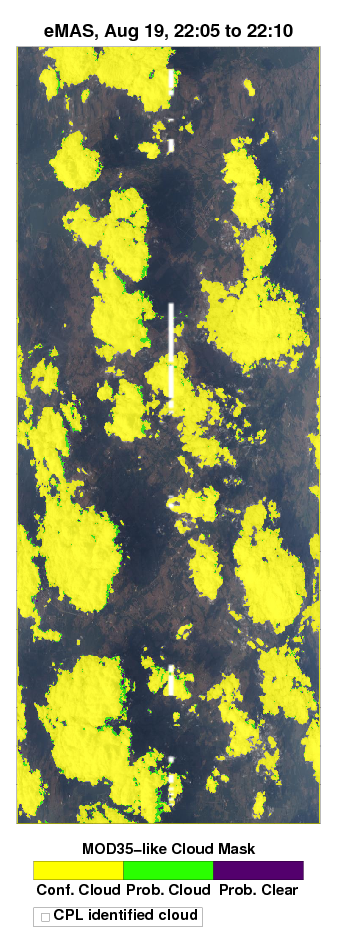 eMAS, Aug 19, 22:05 to 22:10
MOD35-like Cloud Mask
Conf. Cloud Prob. Cloud Prob. Clear
CPL identified cloud